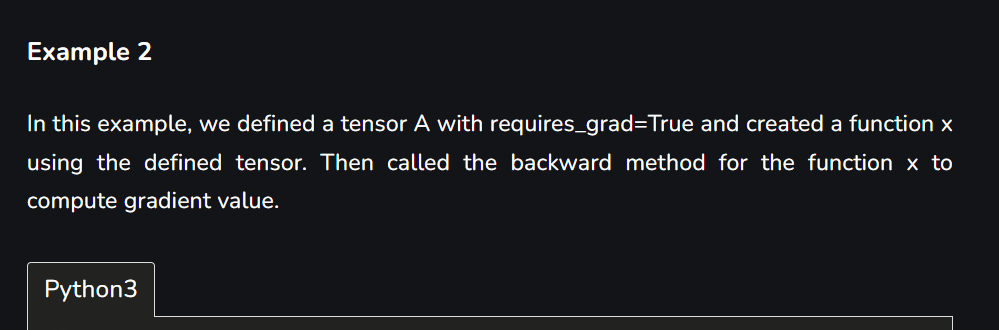 Example 2
In this example, we defined a tensor A with requires_grad=True and created a function x
using the defined tensor. Then called the backward method for the function x to
compute gradient value.
Python3